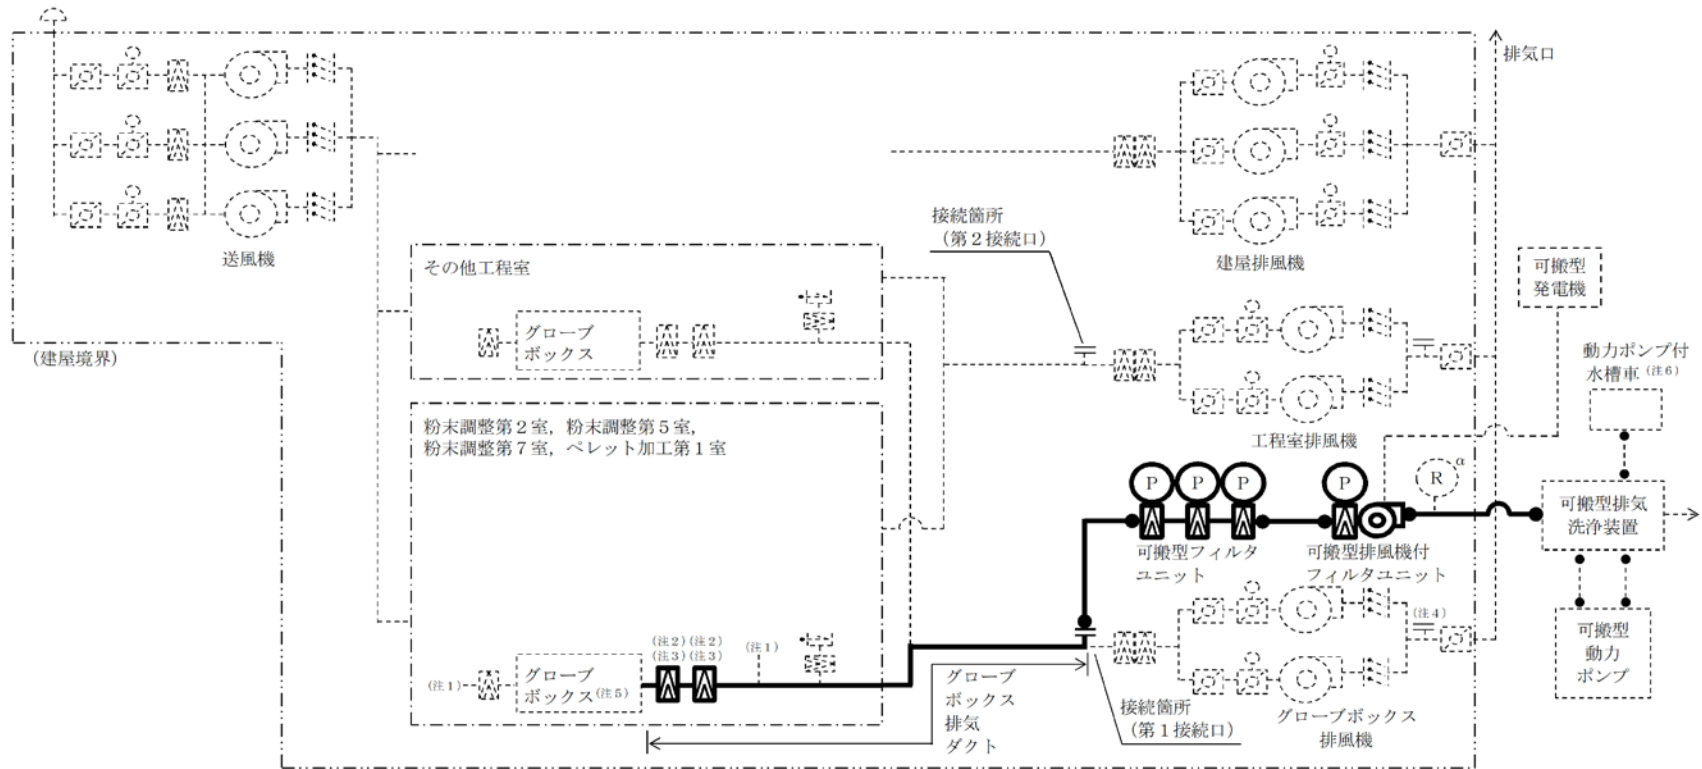 排気口
送風機
(建屋境界)
接続箇所
(第2接続口)
建屋排風機
可搬型
発電機
その他工程室
グローブ
ボックス
動力ポンプ付
水槽車(注6)
粉末調整第2室，粉末調整第5室，
粉末調整第7室，ペレット加工第1室
工程室排風機
P
P
P
P
R
α
可搬型フィルタ
ユニット
可搬型排風機付
フィルタユニット
可搬型排気
洗浄装置
(注4)
可搬型
動力
ポンプ
(注2)
(注2)
(注3)
(注3)
(注1)
(注1)
グローブ
ボックス(注5)
グローブ
ボックス
排気
ダクト
接続箇所
(第1接続口)
グローブボックス
排風機